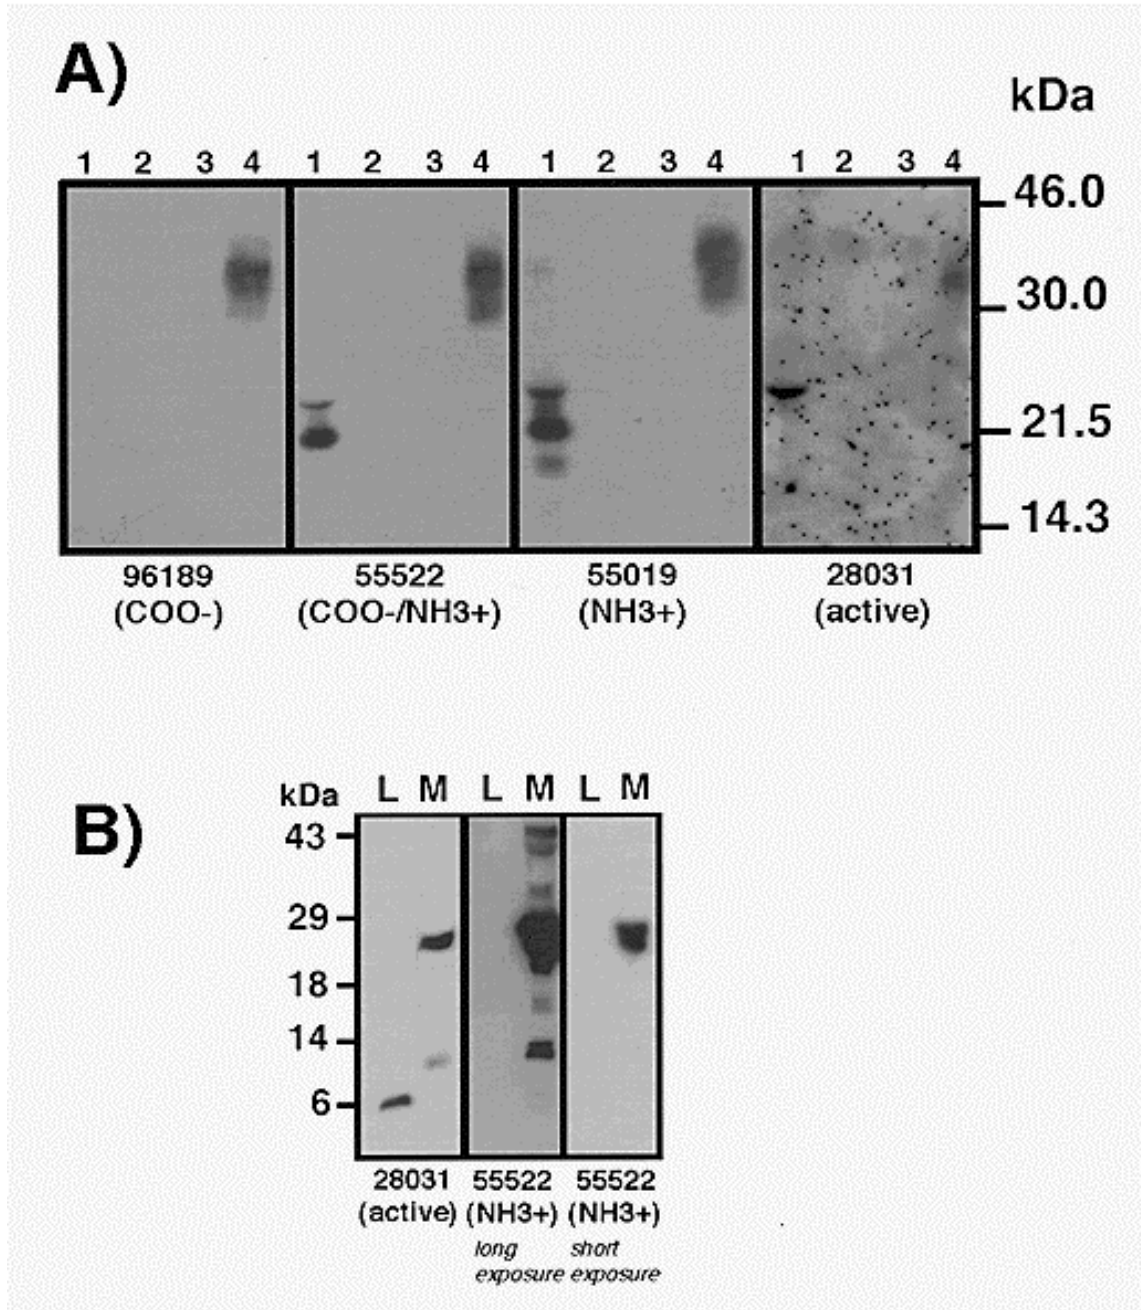 A)
kDa
1 2 3 4 1 2 3 4 1 2 3 4 1 2 3 4
46.0
30.0
21.5
14.3
96189 55522 55019 28031
(COO-) (COO-/NH3+) (NH3+) (active)
B)
kDa L M L M L M
43
29
18
14
6
28031 55522 55522
(active) (NH3+) (NH3+)
long short
exposure exposure